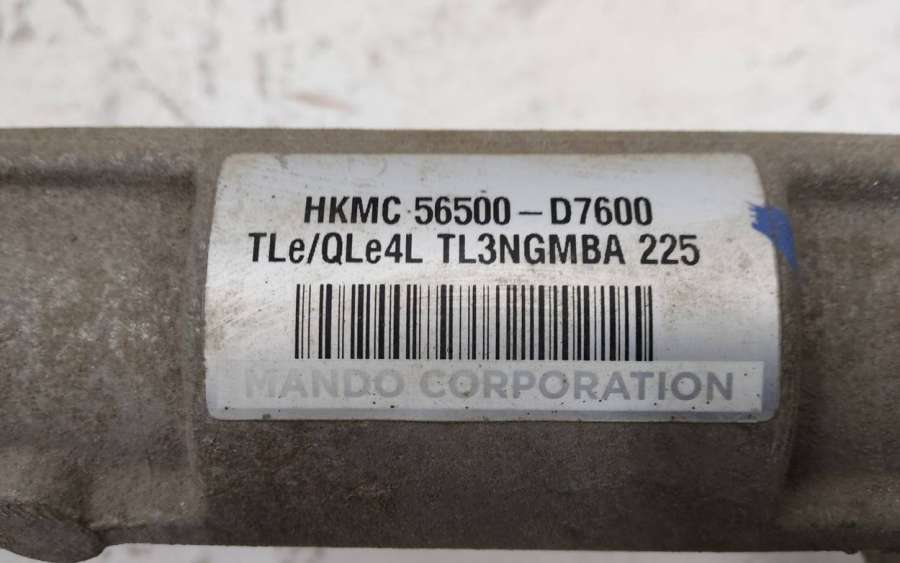 HKMC 56500-D7600
TLe/QLe4L TL3NGMBA 225
MANDO CORPORATION